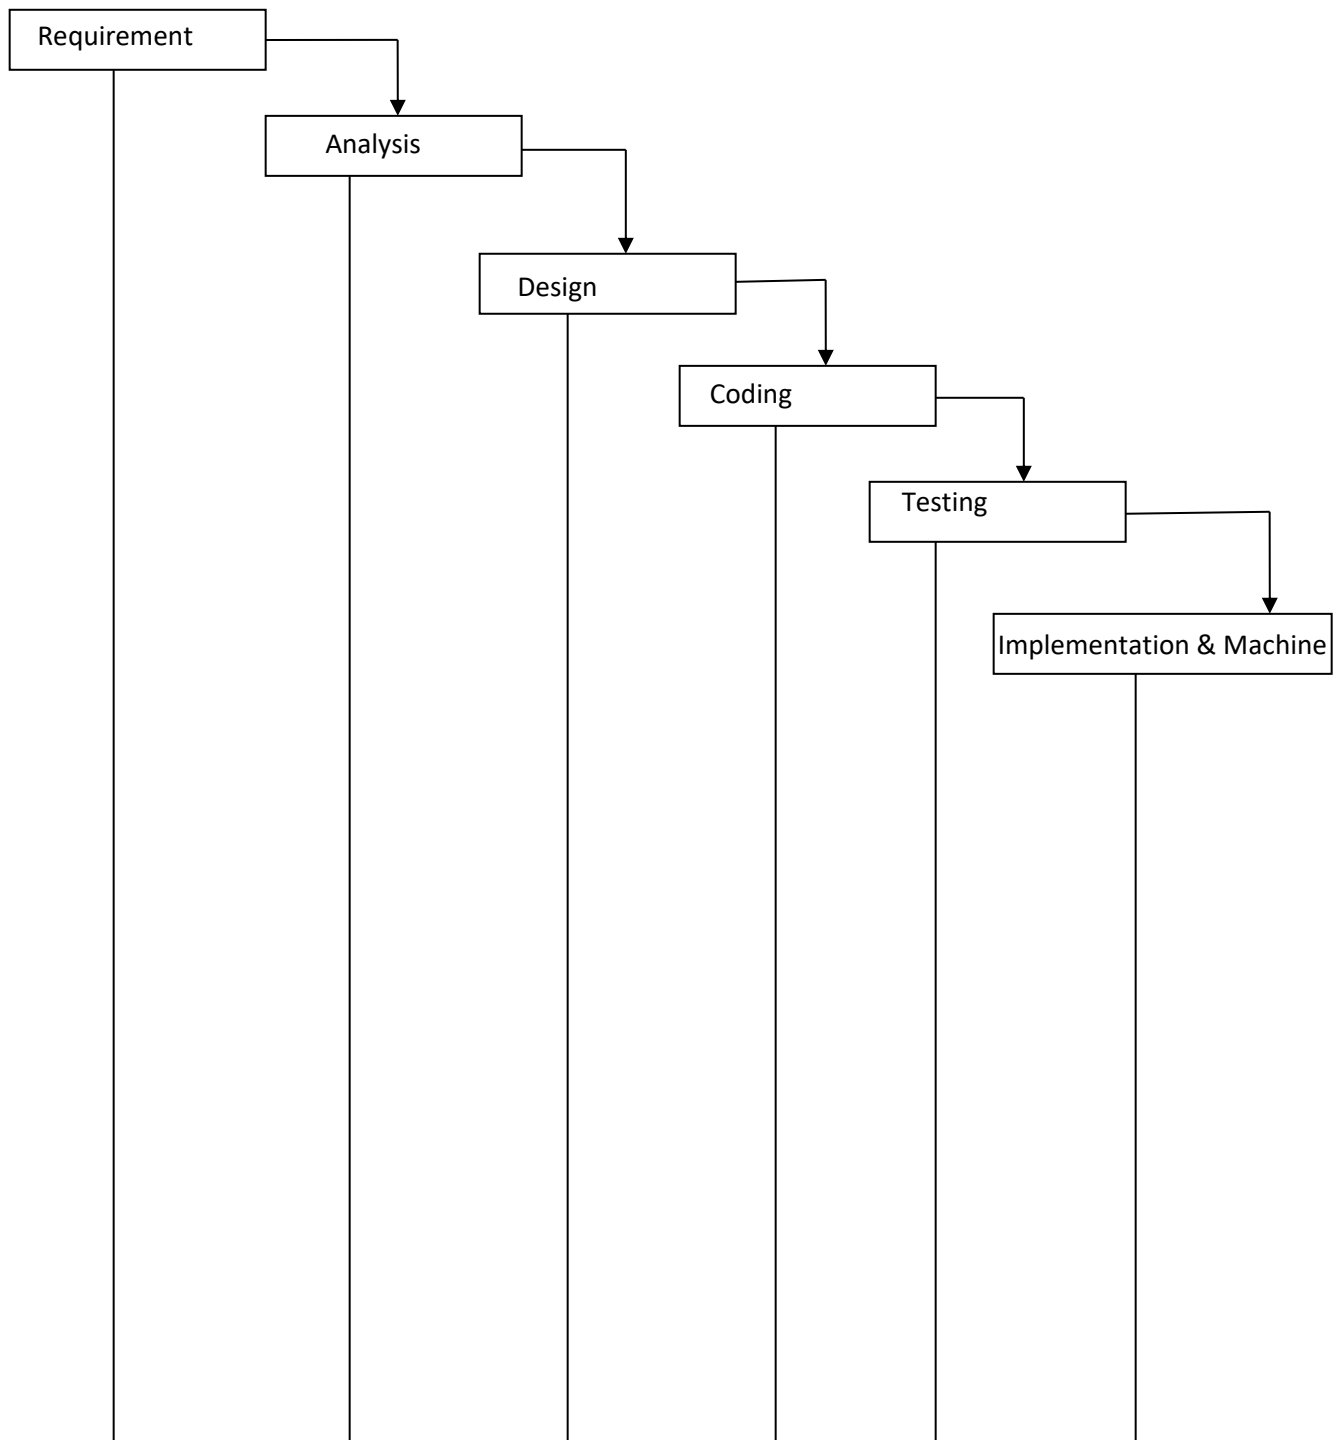 Requirement
Analysis
Design
Coding
Testing
Implementation & Machine